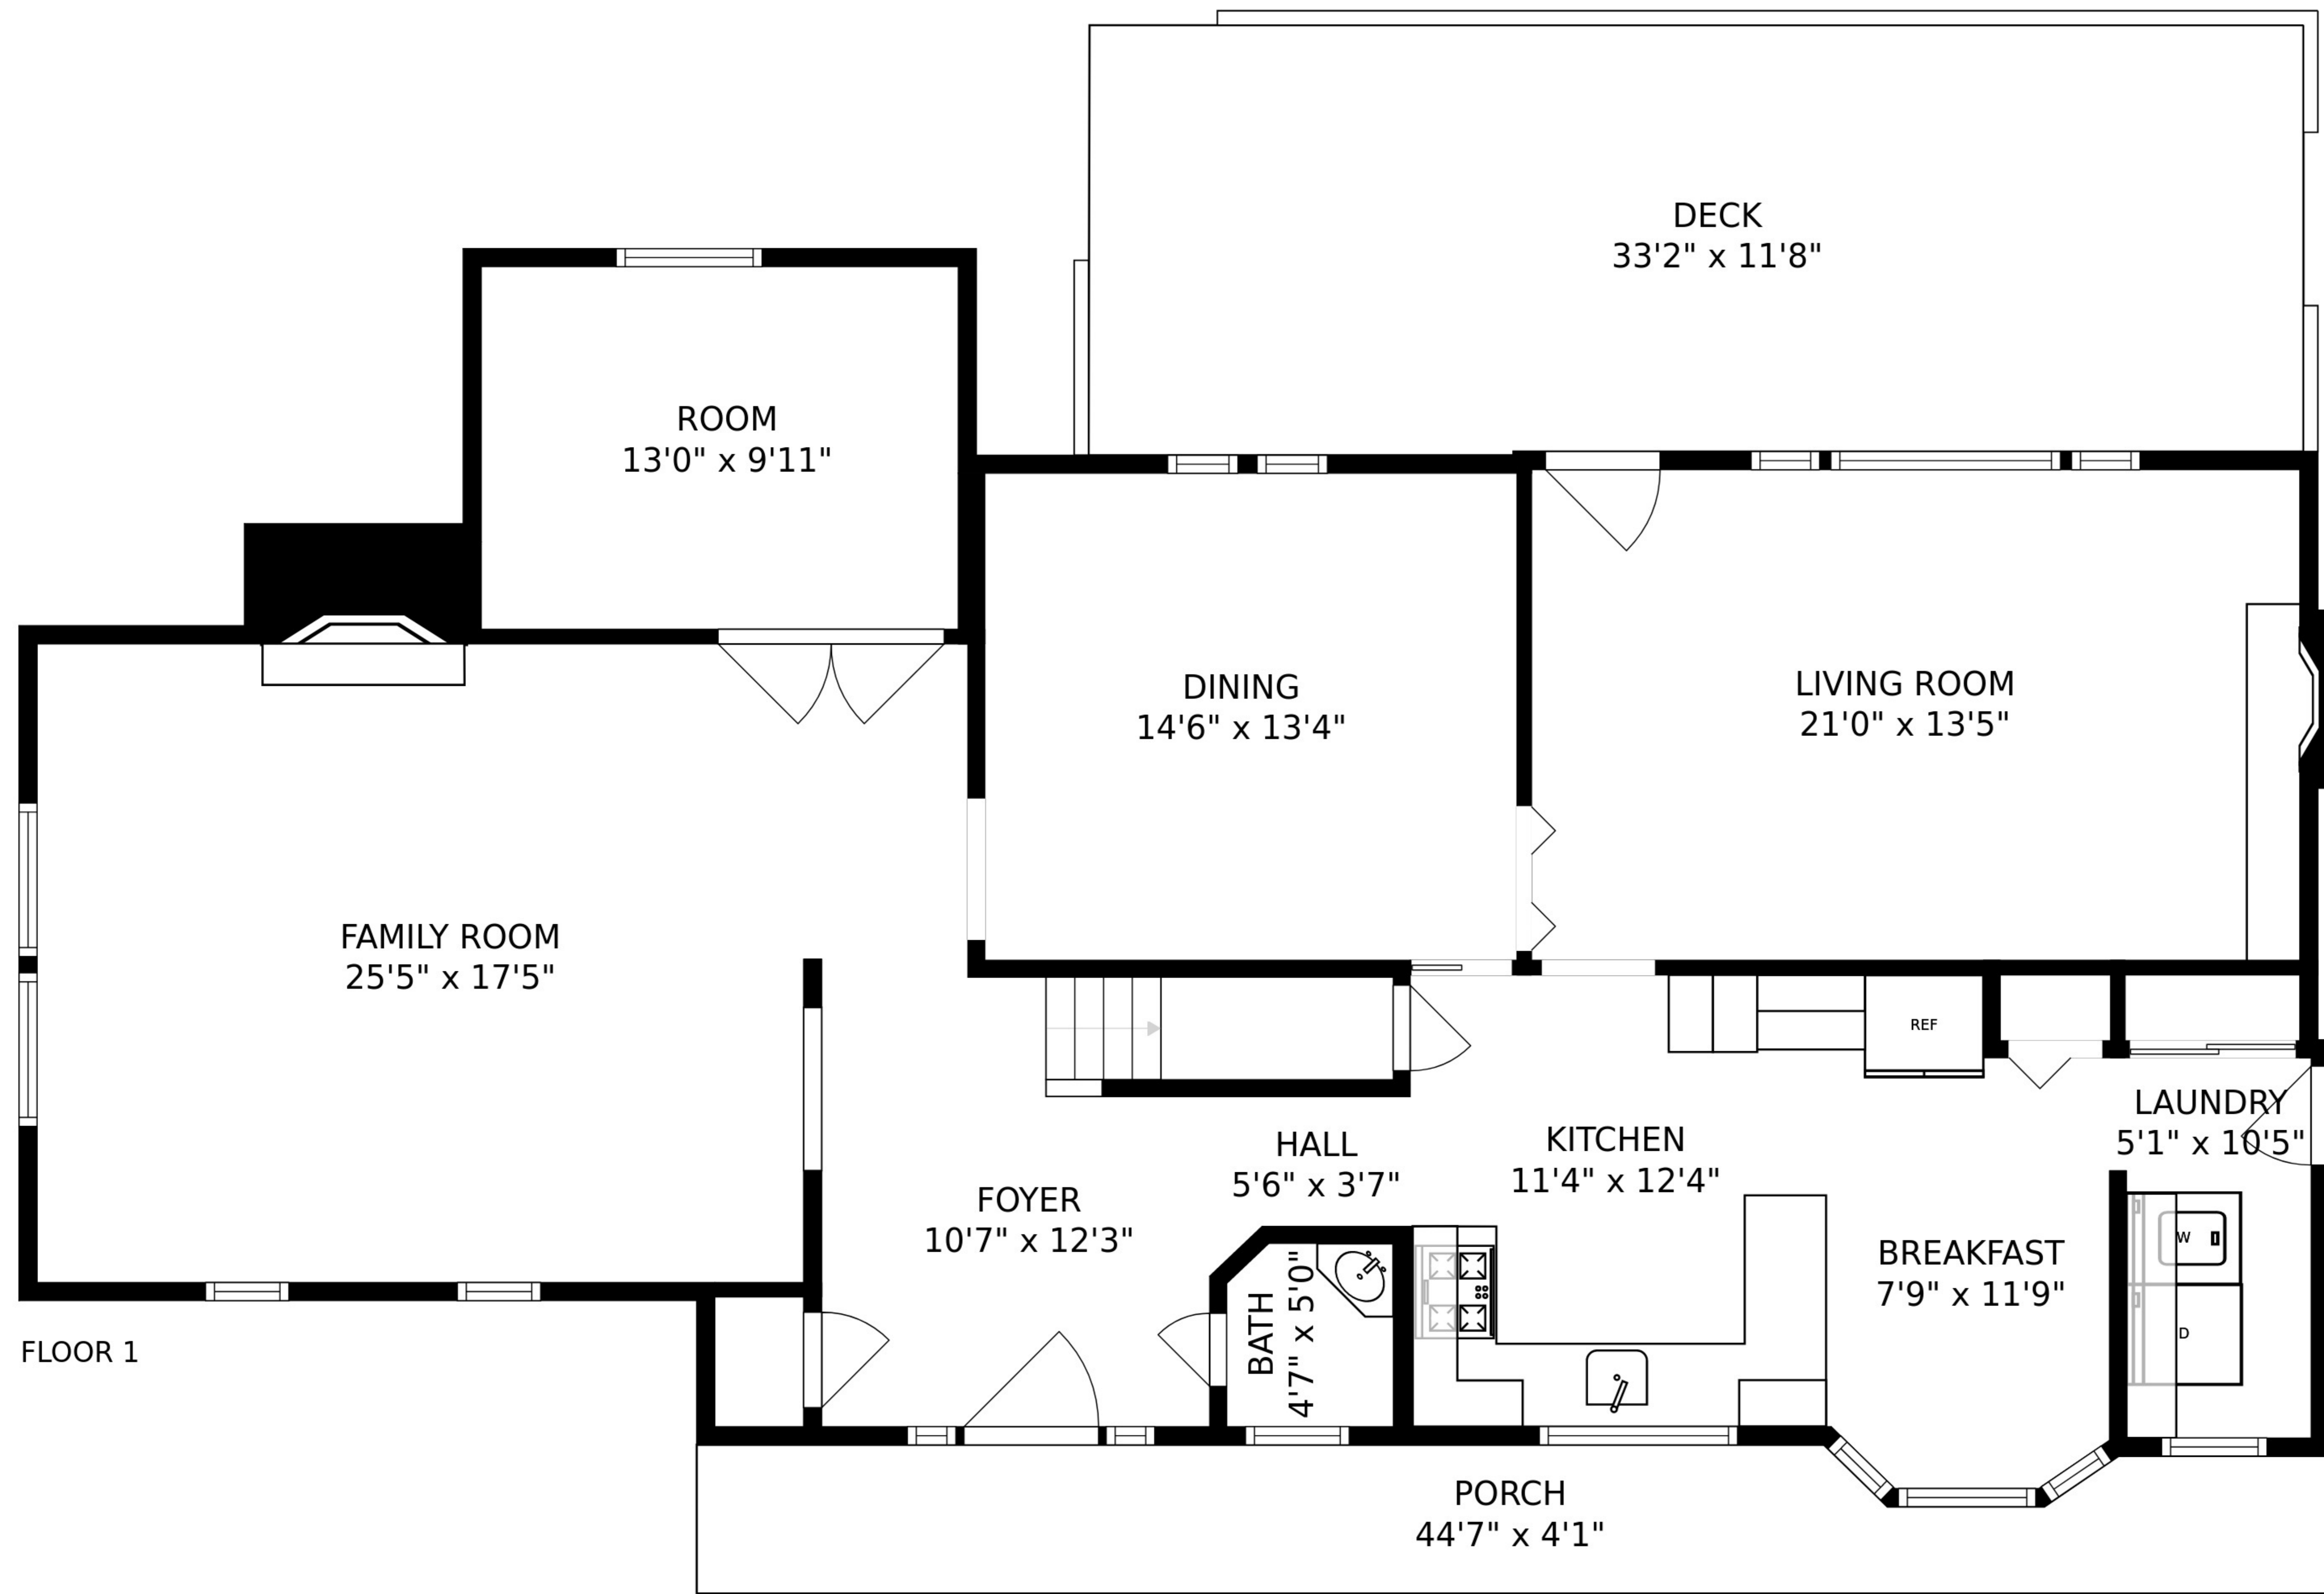 DECK
33'2" x 11'8"
ROOM
13'0" x 9'11"
DINING
14'6" x 13'4"
LIVING ROOM
21'0" x 13'5"
FAMILY ROOM
25'5" x 17'5"
REF
LAUNDRY
5'1" x 10'5"
HALL
5'6" x 3'7"
KITCHEN
11'4" x 12'4"
FOYER
10'7" x 12'3"
BREAKFAST
7'9" x 11'9"
W
D
BATH
4'7" x 5'0"
FLOOR 1
PORCH
44'7" x 4'1"